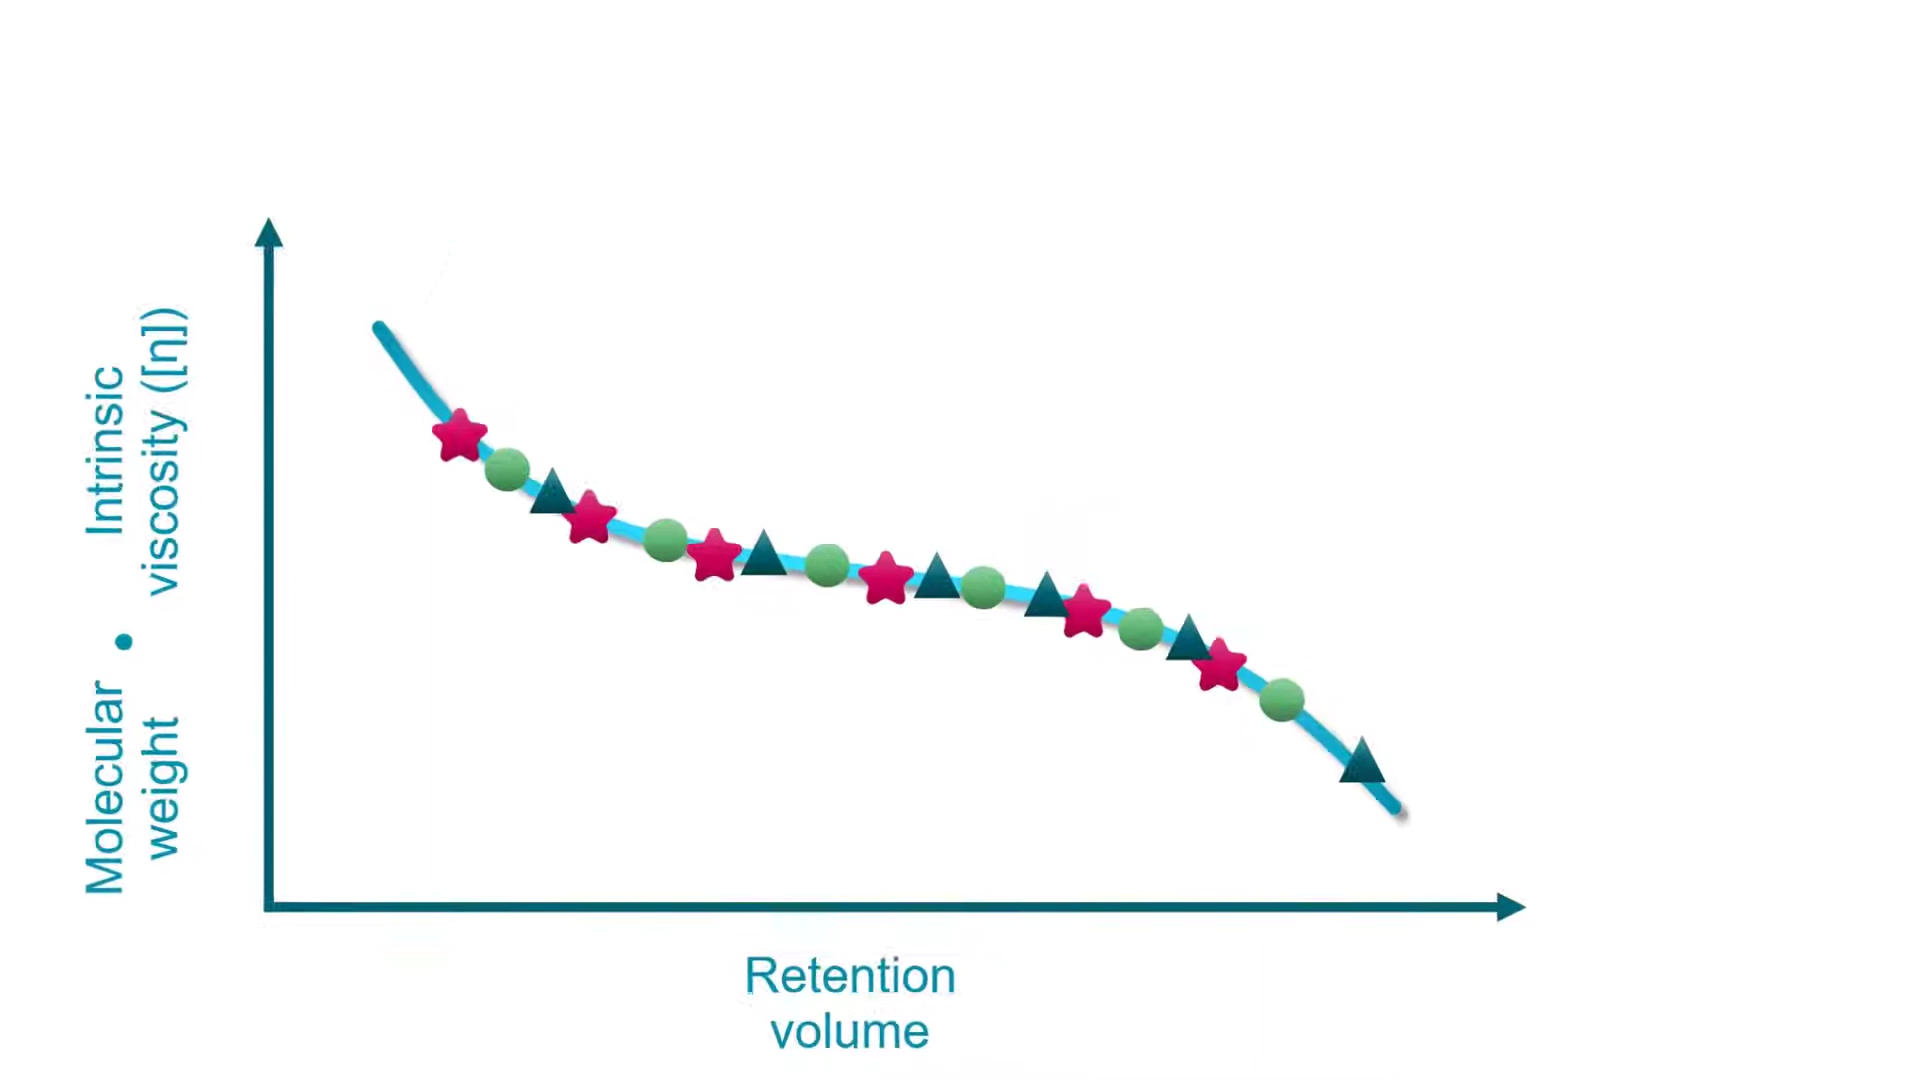 Molecular
weight
•
Intrinsic
viscosity ([η])
Retention
volume